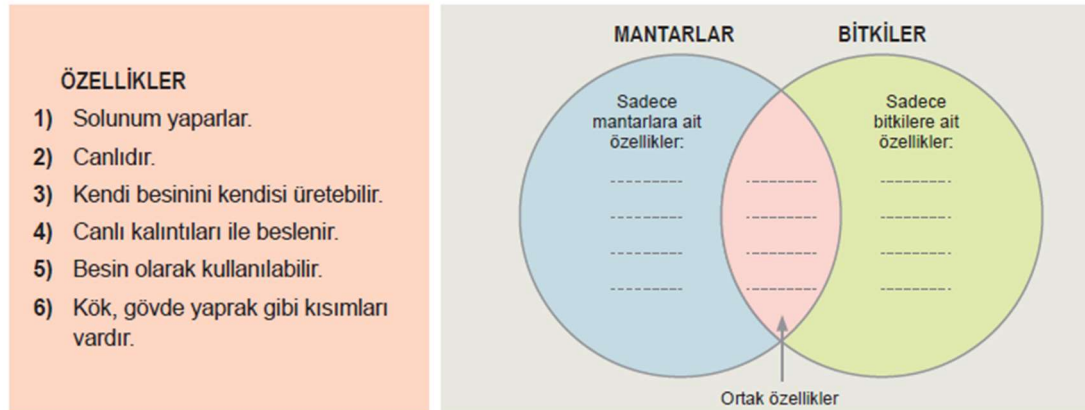 ÖZELLİKLER
1) Solunum yaparlar.
2) Canlıdır.
3) Kendi besinini kendisi üretebilir.
4) Canlı kalıntıları ile beslenir.
5) Besin olarak kullanılabilir.
6) Kök, gövde yaprak gibi kısımları
vardır.
MANTARLAR
BİTKİLER
Sadece
mantarlara ait
özellikler:
Sadece
bitkilere ait
özellikler:
Ortak özellikler